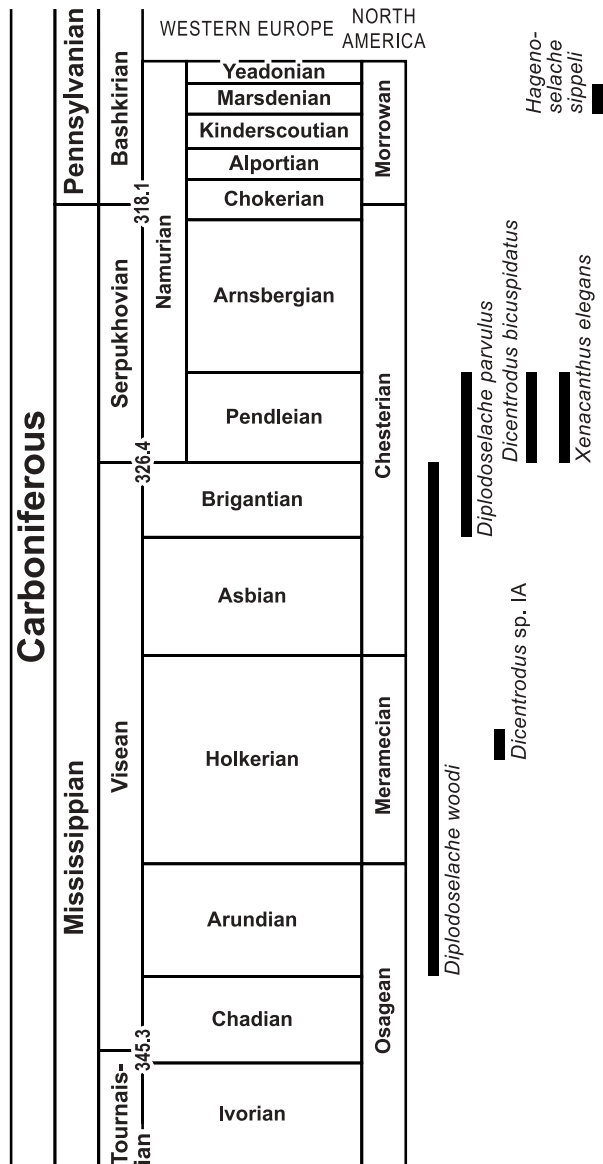 WESTERN EUROPE
NORTH
AMERICA
Carboniferous
Pennsylvanian
Mississippian
Bashkirian
Serpukhovian
Visean
Tournais-
ian
318.1
326.4
345.3
Namurian
Yeadonian
Marsdenian
Kinderscoutian
Alportian
Chokerian
Arnsbergian
Pendleian
Brigantian
Asbian
Holkerian
Arundian
Chadian
Ivorian
Morrowan
Chesterian
Meramecian
Osagean
Diplodoselache woodi
Diplodoselache parvulus
Dicentrodus sp. IA
Dicentrodus bicuspidatus
Xenacanthus elegans
Hageno-
selache
sippeli